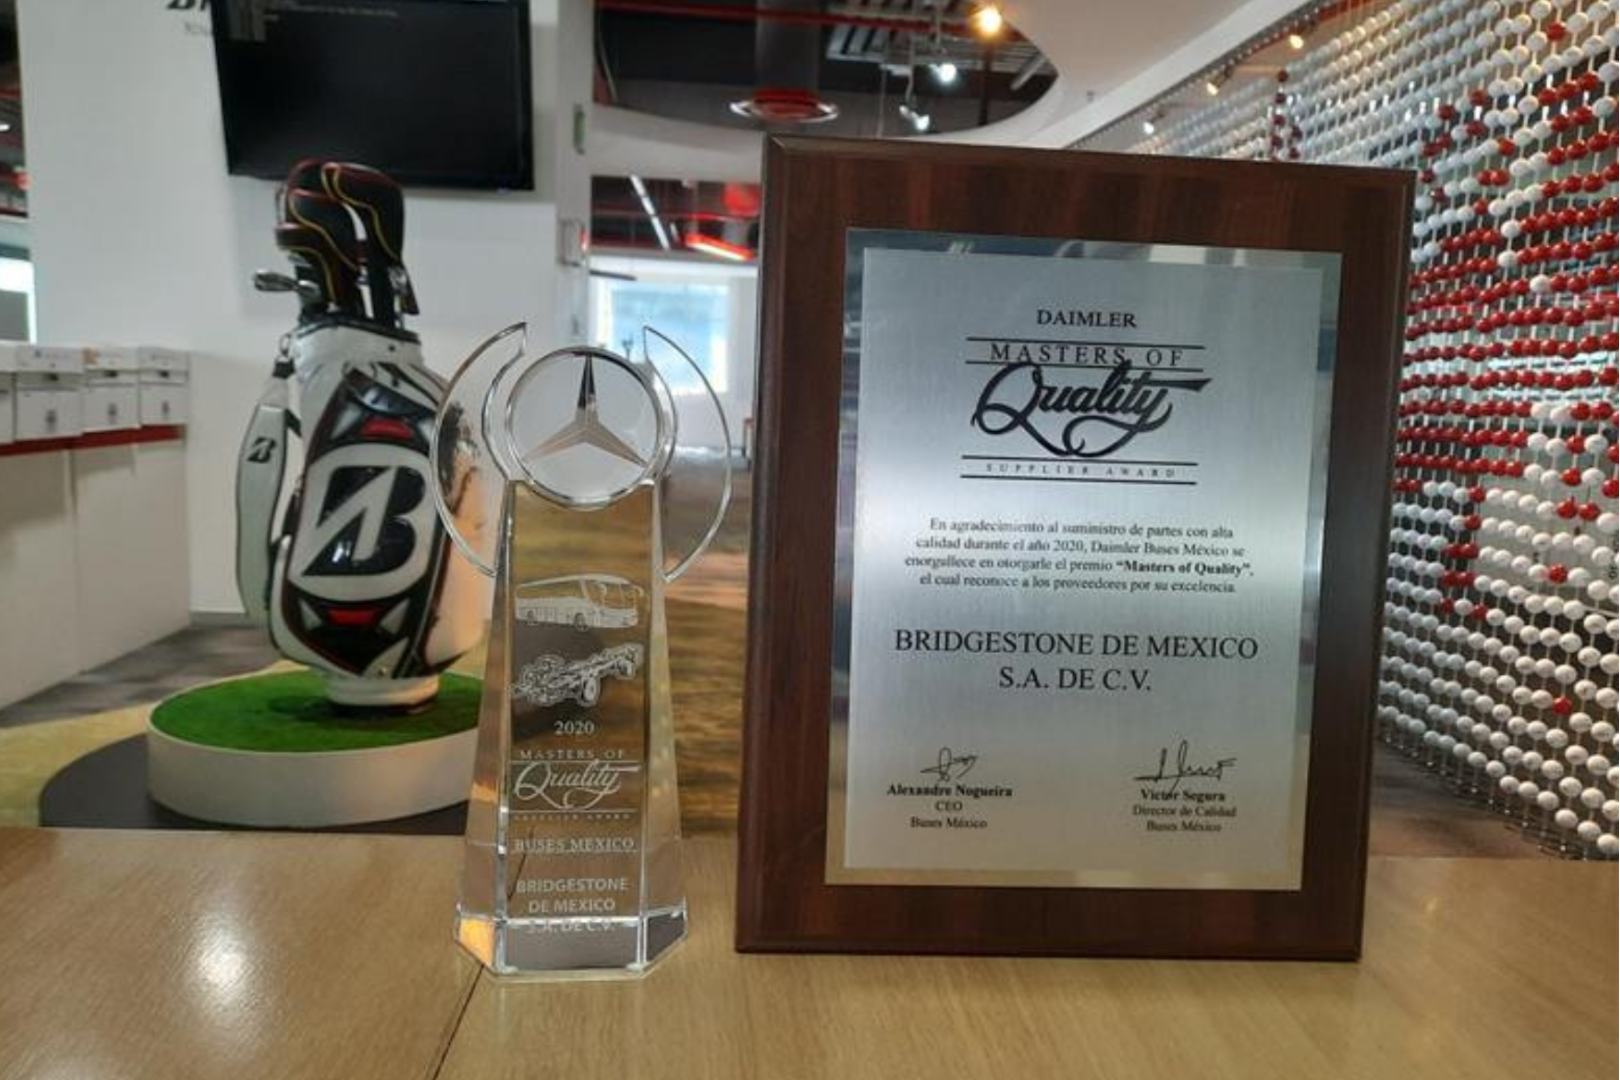 B
B
2020
MASTERS OF
Quality
SUPPLIER AWARD
BUSES MEXICO
BRIDGESTONE
DE MEXICO
S.A. DE C.V.
DAIMLER
MASTERS OF
Quality
SUPPLIER AWARD
En agradecimiento al suministro de partes con alta
calidad durante el año 2020, Daimler Buses México se
enorgullece en otorgarle el premio “Masters of Quality”,
el cual reconoce a los proveedores por su excelencia.
BRIDGESTONE DE MEXICO
S.A. DE C.V.
Alexandre Nogueira
CEO
Buses México
Victor Segura
Director de Calidad
Buses México